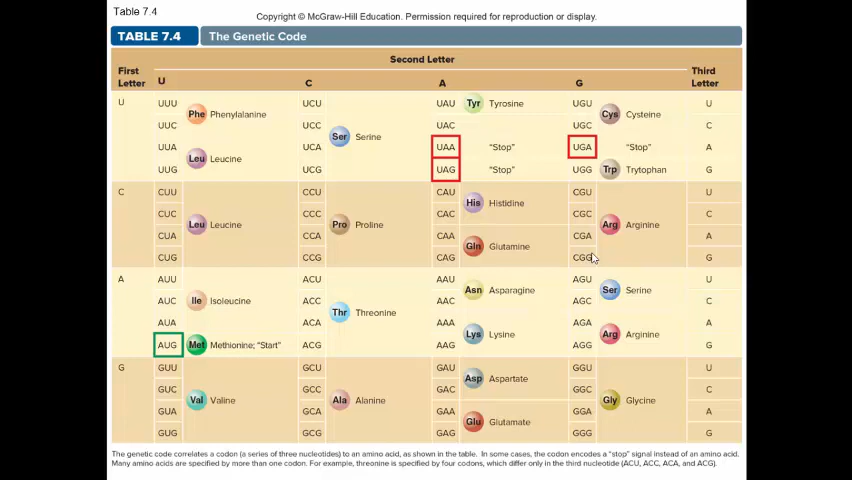 Table 7.4
Copyright © McGraw-Hill Education. Permission required for reproduction or display.
TABLE 7.4 The Genetic Code
Second Letter
First Letter U C A G Third Letter
U UUU Phe Phenylalanine UCU Ser Serine UAU Tyr Tyrosine UGU Cys Cysteine U
UUC UCC UAC UGC C
UUA Leu Leucine UCA UAA "Stop" UGA "Stop" A
UUG UCG UAG "Stop" UGG Trp Trytophan G
C CUU Leu Leucine CCU Pro Proline CAU His Histidine CGU Arg Arginine U
CUC CCC CAC CGC C
CUA CCA CAA Gln Glutamine CGA A
CUG CCG CAG CGG G
A AUU Ile Isoleucine ACU Thr Threonine AAU Asn Asparagine AGU Ser Serine U
AUC ACC AAC AGC C
AUA ACA AAA Lys Lysine AGA Arg Arginine A
AUG Met Methionine; "Start" ACG AAG AGG G
G GUU Val Valine GCU Ala Alanine GAU Asp Aspartate GGU Gly Glycine U
GUC GCC GAC GGC C
GUA GCA GAA Glu Glutamate GGA A
GUG GCG GAG GGG G
The genetic code correlates a codon (a series of three nucleotides) to an amino acid, as shown in the table. In some cases, the codon encodes a "stop" signal instead of an amino acid.
Many amino acids are specified by more than one codon. For example, threonine is specified by four codons, which differ only in the third nucleotide (ACU, ACC, ACA, and ACG).